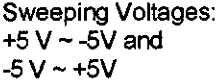 Sweeping Voltages:
+5 V ~ -5V and
-5 V ~ +5V